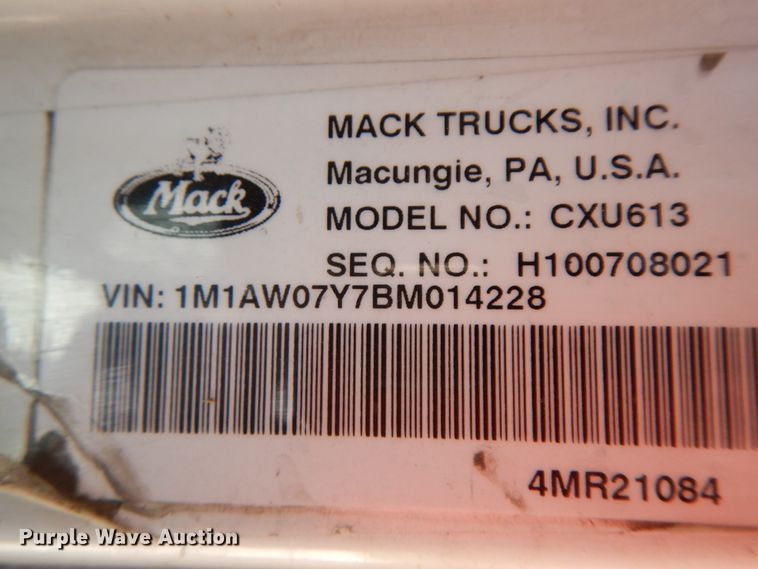 MACK TRUCKS, INC.
Mack
Macungie, PA, U.S.A.
MODEL NO.: CXU613
SEQ. NO.: H100708021
VIN: 1M1AW07Y7BM014228
4MR21084
Purple Wave Auction